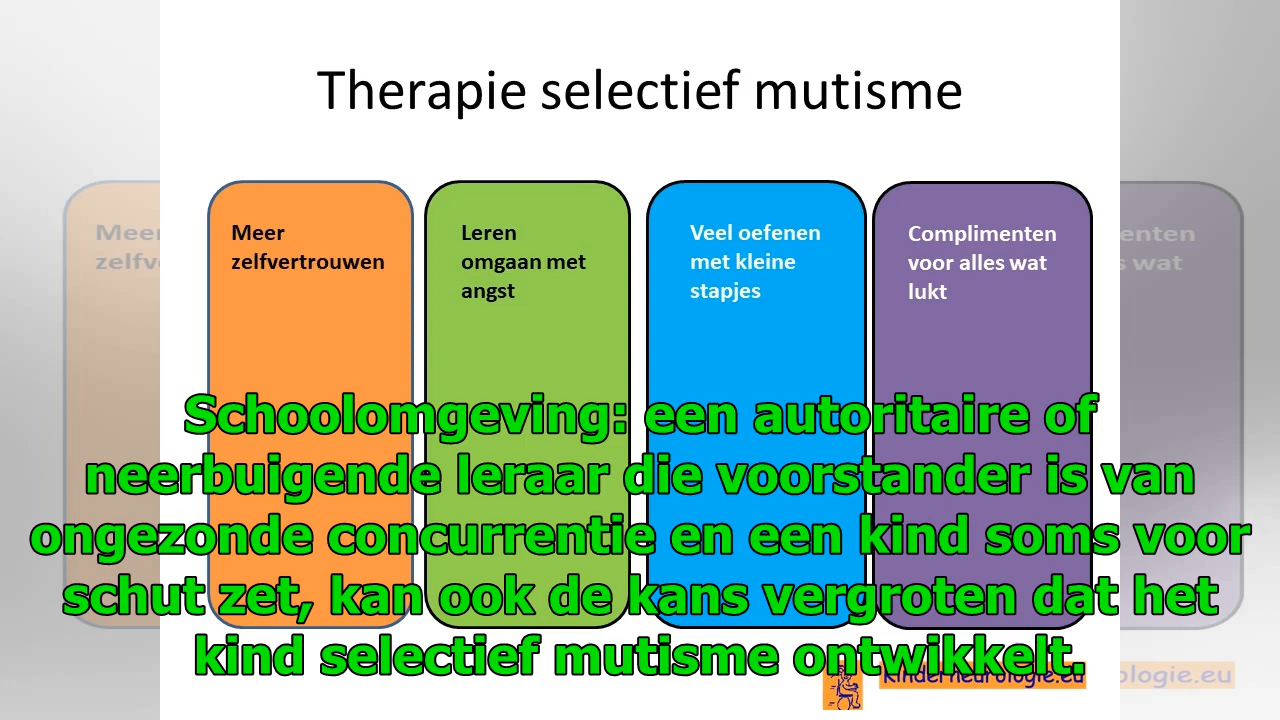 Therapie selectief mutisme
Meer
zelfvertrouwen
Leren
omgaan met
angst
Veel oefenen
met kleine
stapjes
Complimenten
voor alles wat
lukt
Schoolomgeving: een autoritaire of
neerbuigende leraar die voorstander is van
ongezonde concurrentie en een kind soms voor
schut zet, kan ook de kans vergroten dat het
kind selectief mutisme ontwikkelt.
kinderneurologie.eu